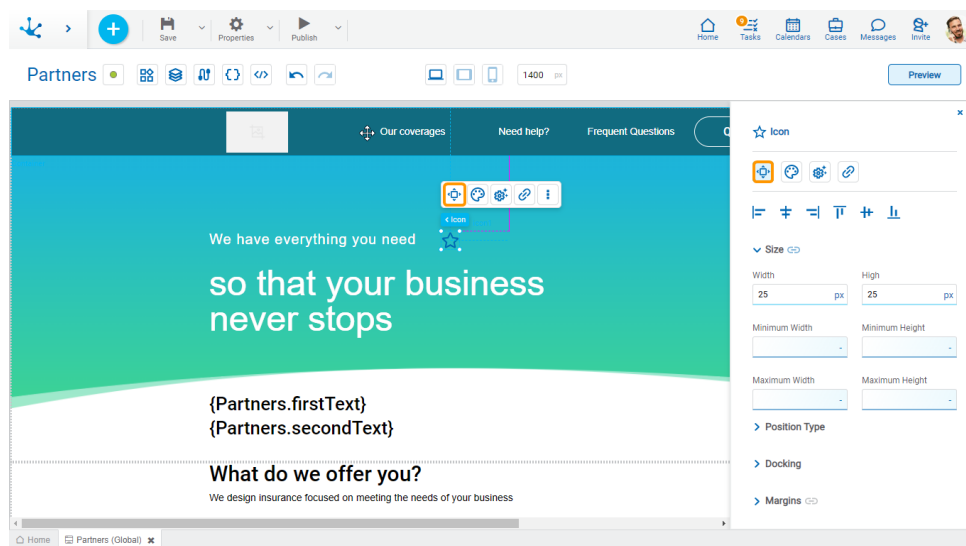 Save
Properties
Publish
Home
9
Tasks
Calendars
Cases
Messages
Invite
Partners
1400 px
Preview
Our coverages
Need help?
Frequent Questions
Icon
< Icon
We have everything you need
so that your business
never stops
Size
Width
High
25 px
25 px
Minimum Width
Minimum Height
-
-
Maximum Width
Maximum Height
-
-
Position Type
Docking
Margins
{Partners.firstText}
{Partners.secondText}
What do we offer you?
We design insurance focused on meeting the needs of your business
Home
Partners (Global)